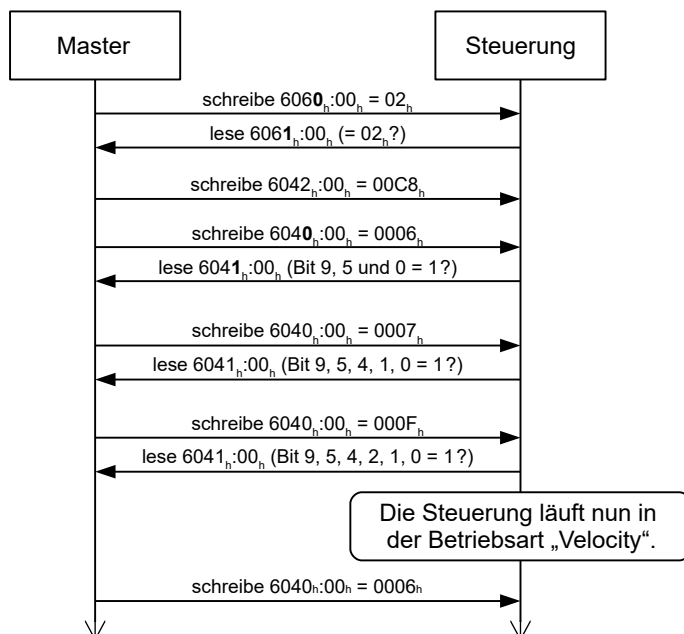 Master
Steuerung
schreibe 6060h:00h = 02h
lese 6061h:00h (= 02h?)
schreibe 6042h:00h = 00C8h
schreibe 6040h:00h = 0006h
lese 6041h:00h (Bit 9, 5 und 0 = 1?)
schreibe 6040h:00h = 0007h
lese 6041h:00h (Bit 9, 5, 4, 1, 0 = 1?)
schreibe 6040h:00h = 000Fh
lese 6041h:00h (Bit 9, 5, 4, 2, 1, 0 = 1?)
Die Steuerung läuft nun in
der Betriebsart „Velocity“.
schreibe 6040h:00h = 0006h